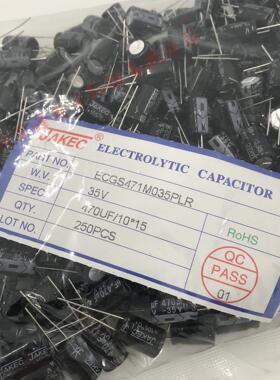 JAKEC®
ELECTROLYTIC CAPACITOR
PART NO. ECGS471M035PLR
W.V. 35V
SPEC. 470UF/10*15
QTY. 250PCS
LOT NO.
RoHS
QC
PASS
01
JAKEC